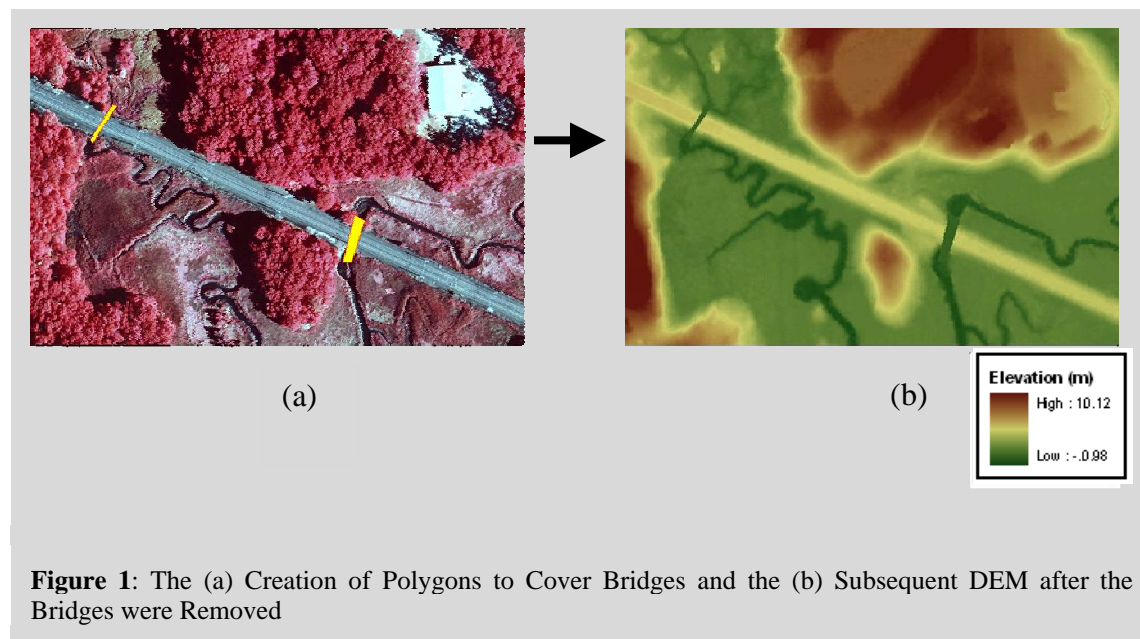 (a)
(b)
Elevation (m)
High : 10.12
Low : -.0.98
Figure 1: The (a) Creation of Polygons to Cover Bridges and the (b) Subsequent DEM after the
Bridges were Removed